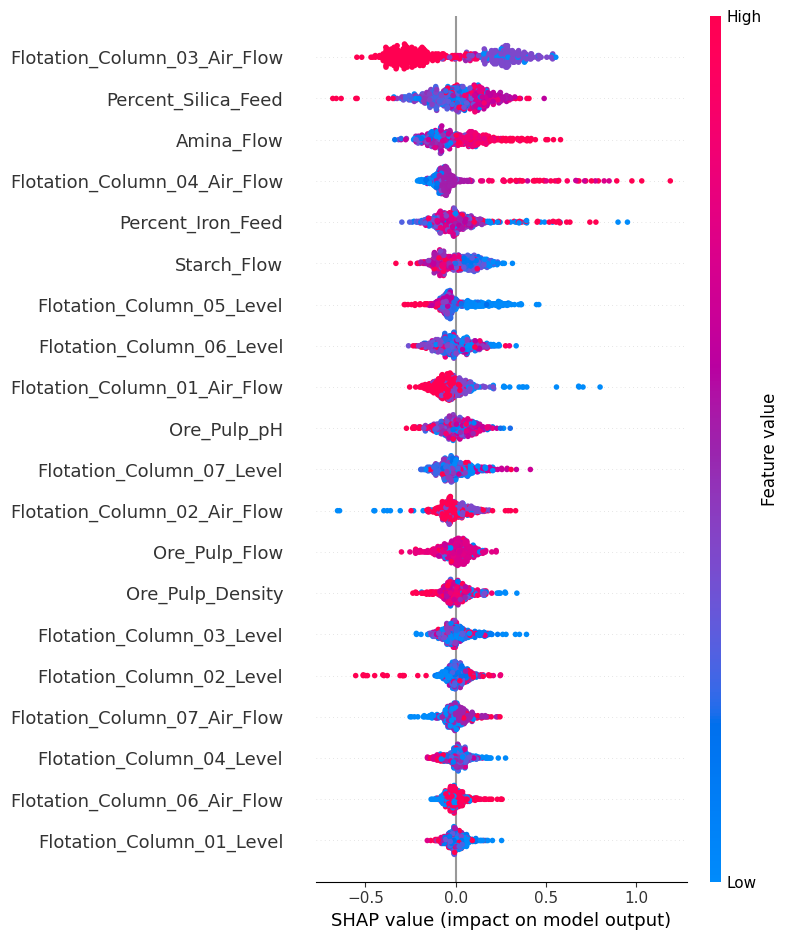 High
Flotation_Column_03_Air_Flow
Percent_Silica_Feed
Amina_Flow
Flotation_Column_04_Air_Flow
Percent_Iron_Feed
Starch_Flow
Flotation_Column_05_Level
Flotation_Column_06_Level
Flotation_Column_01_Air_Flow
Ore_Pulp_pH
Flotation_Column_07_Level
Flotation_Column_02_Air_Flow
Ore_Pulp_Flow
Ore_Pulp_Density
Flotation_Column_03_Level
Flotation_Column_02_Level
Flotation_Column_07_Air_Flow
Flotation_Column_04_Level
Flotation_Column_06_Air_Flow
Flotation_Column_01_Level
Feature value
Low
−0.5 0.0 0.5 1.0
SHAP value (impact on model output)